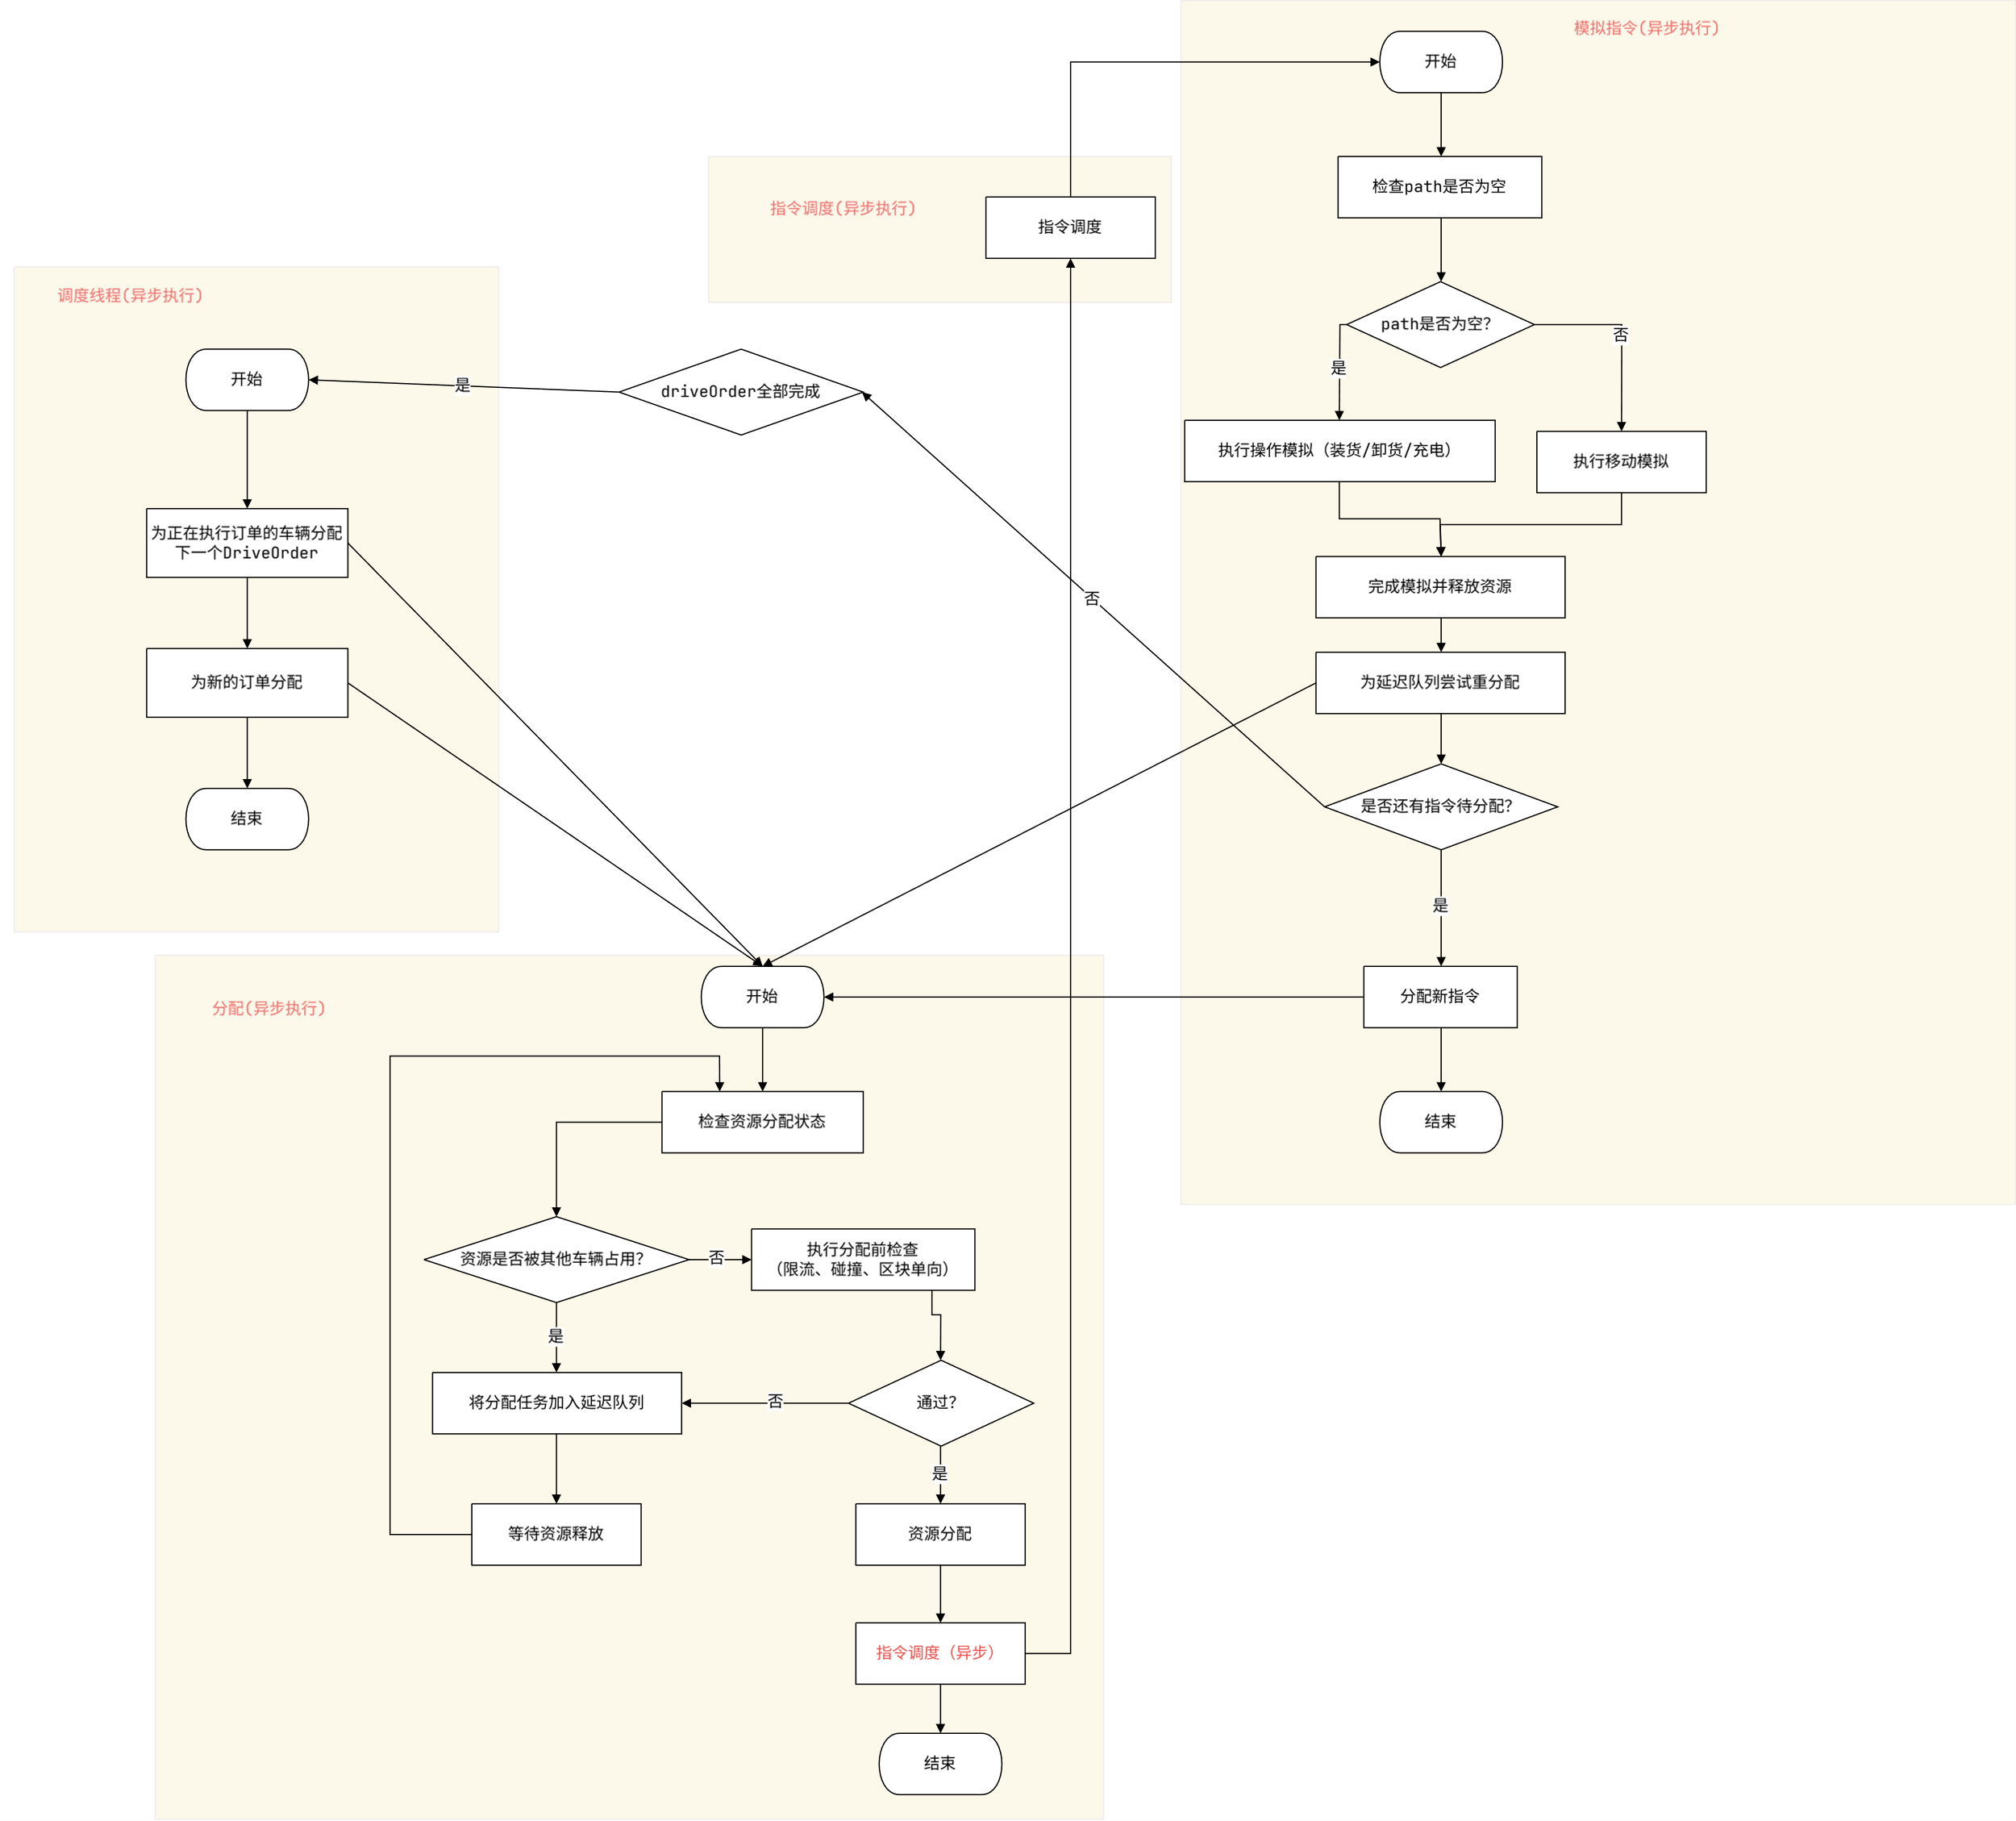 模拟指令(异步执行)
开始
检查path是否为空
path是否为空?
是
否
执行操作模拟（装货/卸货/充电）
执行移动模拟
完成模拟并释放资源
为延迟队列尝试重分配
是否还有指令待分配?
否
是
分配新指令
结束
指令调度(异步执行)
指令调度
driveOrder全部完成
是
调度线程(异步执行)
开始
为正在执行订单的车辆分配
下一个DriveOrder
为新的订单分配
结束
分配(异步执行)
开始
检查资源分配状态
资源是否被其他车辆占用?
否
执行分配前检查
（限流、碰撞、区块单向）
是
将分配任务加入延迟队列
否
通过?
是
等待资源释放
资源分配
指令调度（异步）
结束